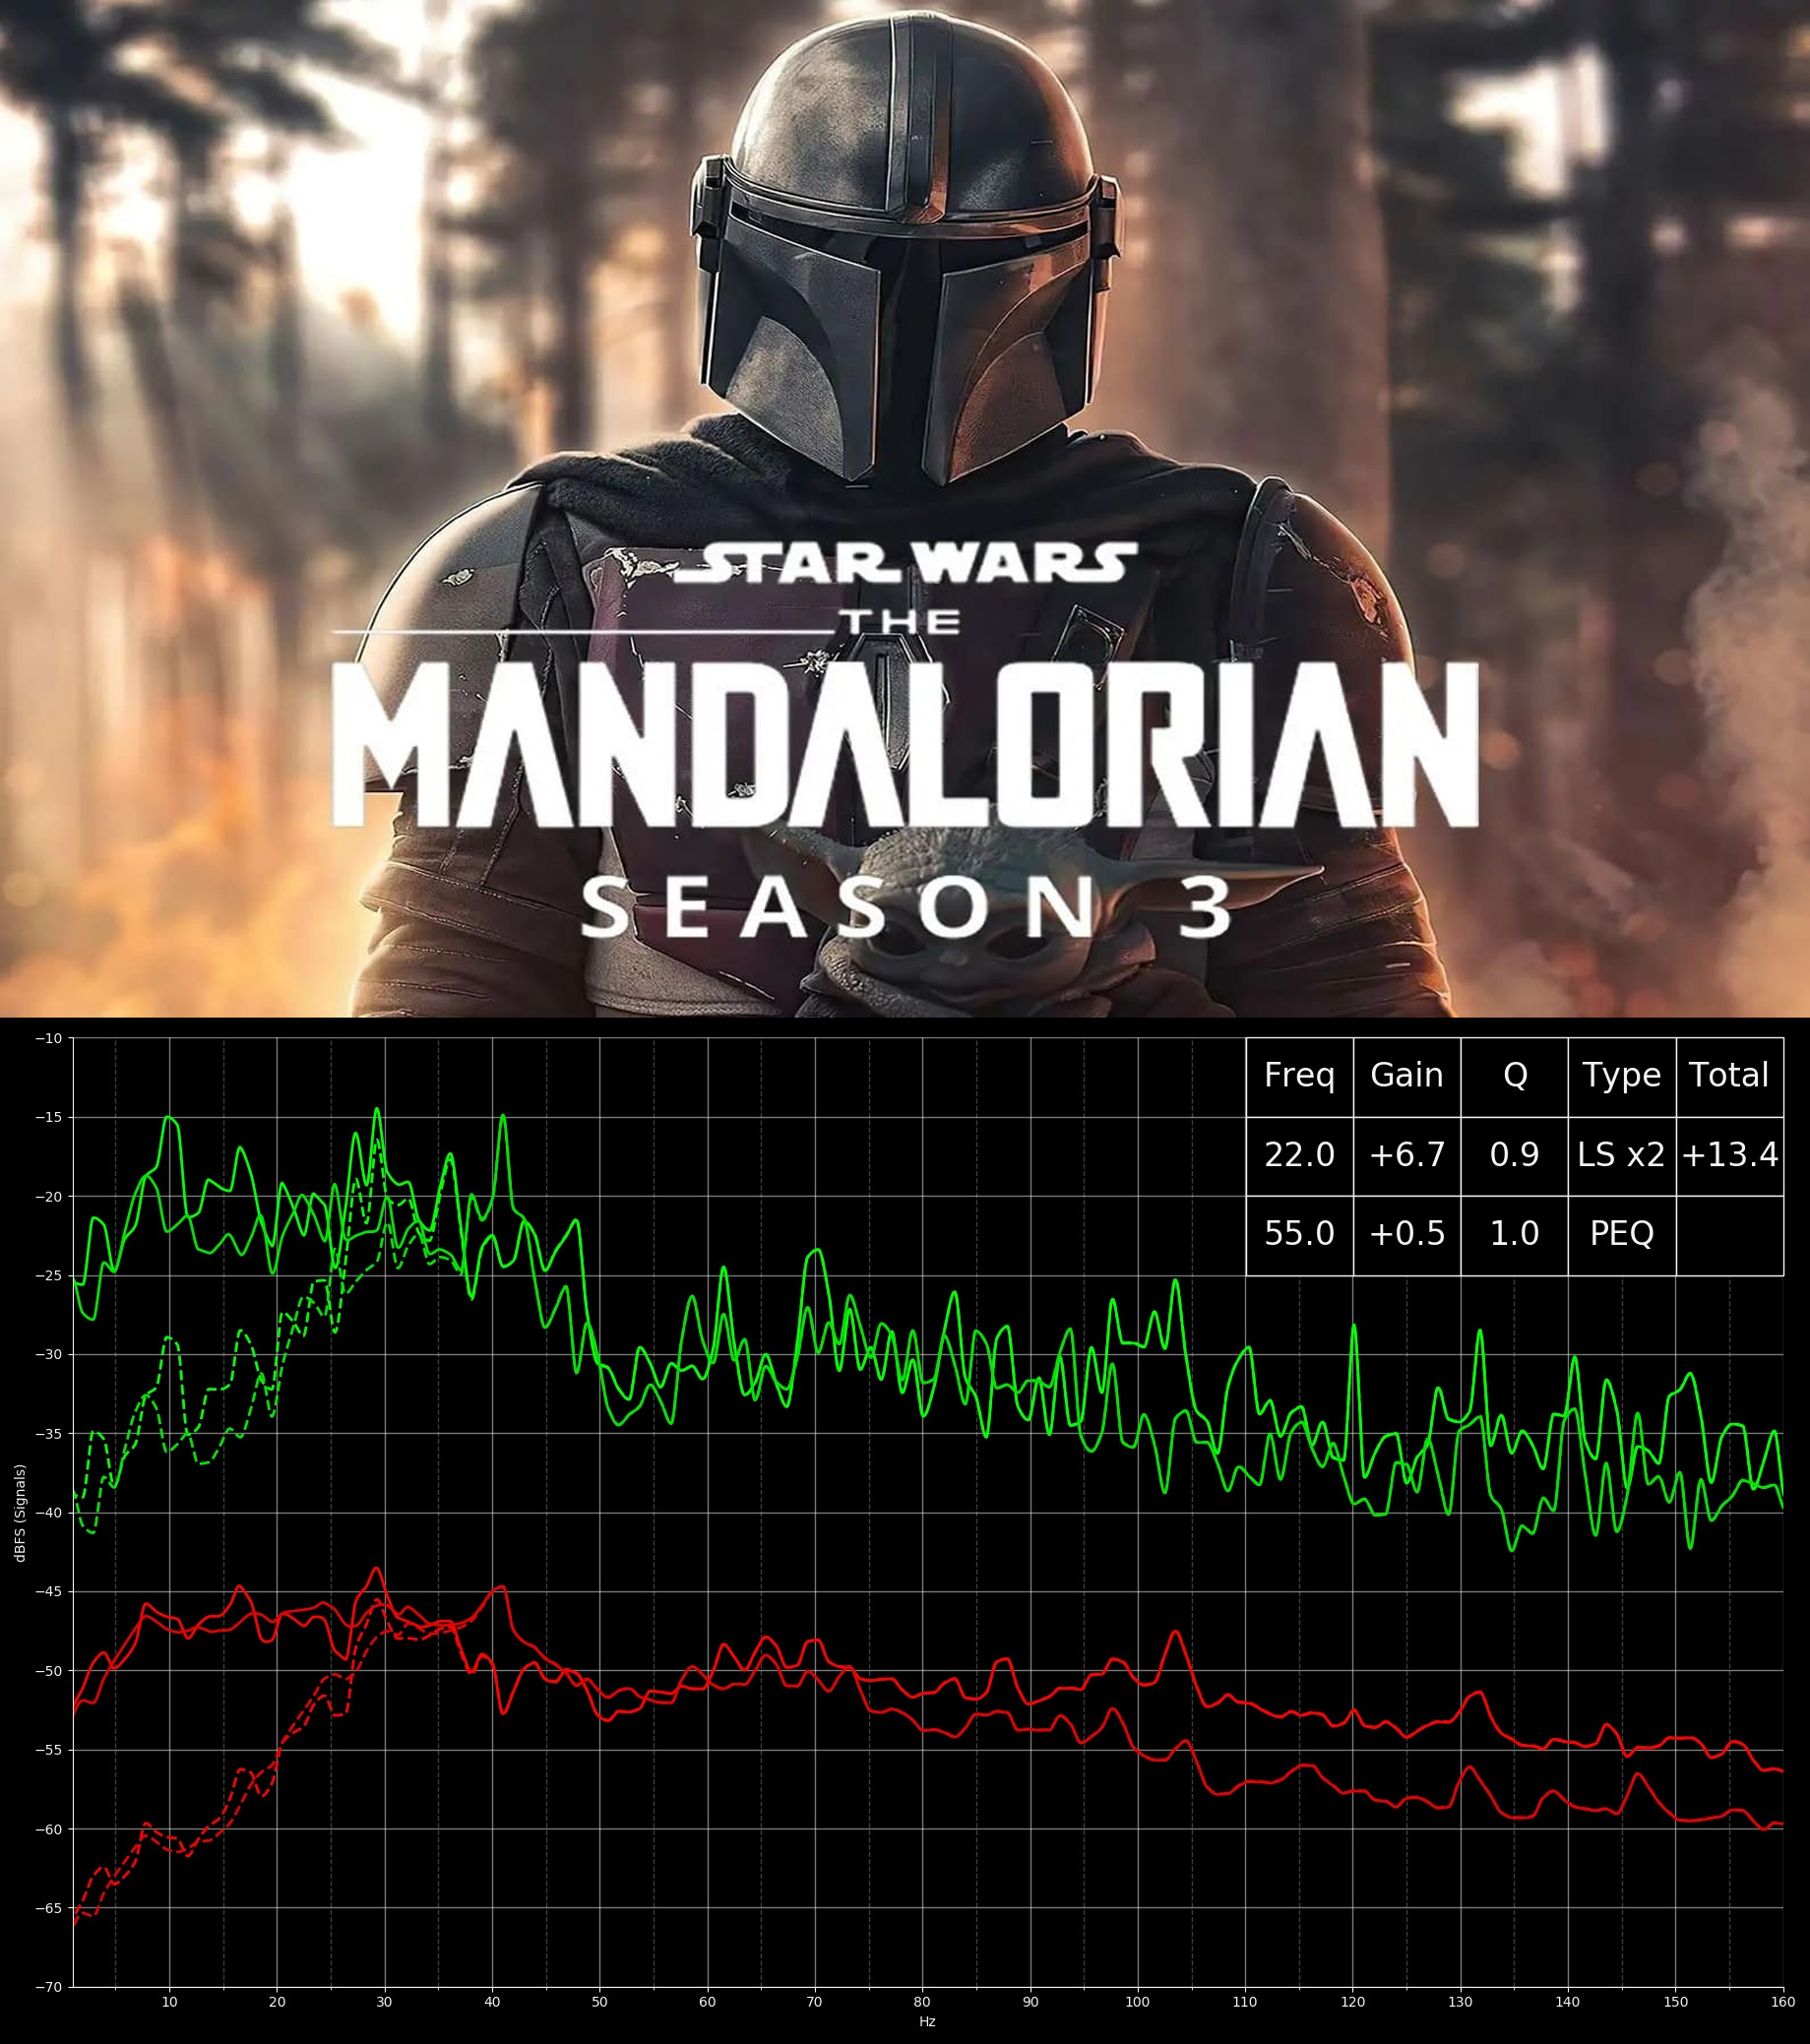 STAR WARS
THE
MANDALORIAN
SEASON 3
Freq Gain Q Type Total
22.0 +6.7 0.9 LS x2 +13.4
55.0 +0.5 1.0 PEQ
−10
−15
−20
−25
−30
−35
−40
−45
−50
−55
−60
−65
−70
dBFS (Signals)
10 20 30 40 50 60 70 80 90 100 110 120 130 140 150 160
Hz